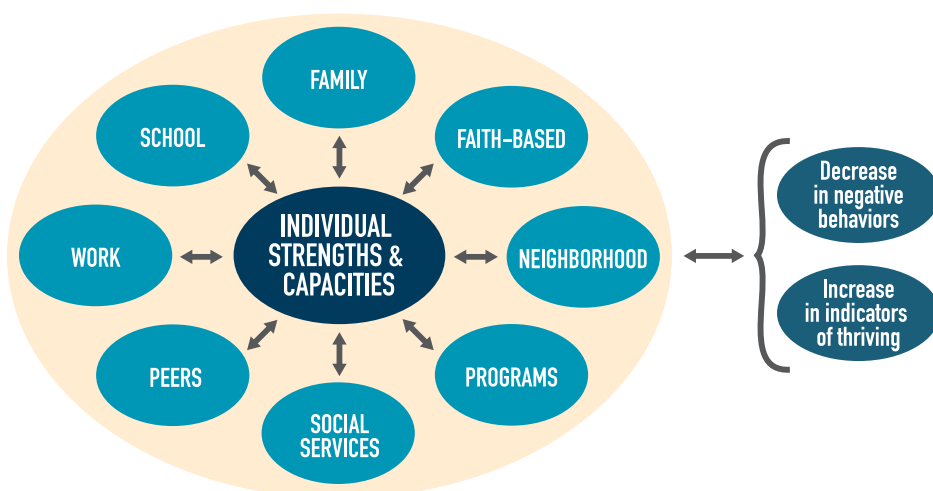 FAMILY
SCHOOL
FAITH-BASED
INDIVIDUAL
STRENGTHS &
CAPACITIES
WORK
NEIGHBORHOOD
PEERS
PROGRAMS
SOCIAL
SERVICES
Decrease
in negative
behaviors
Increase
in indicators
of thriving